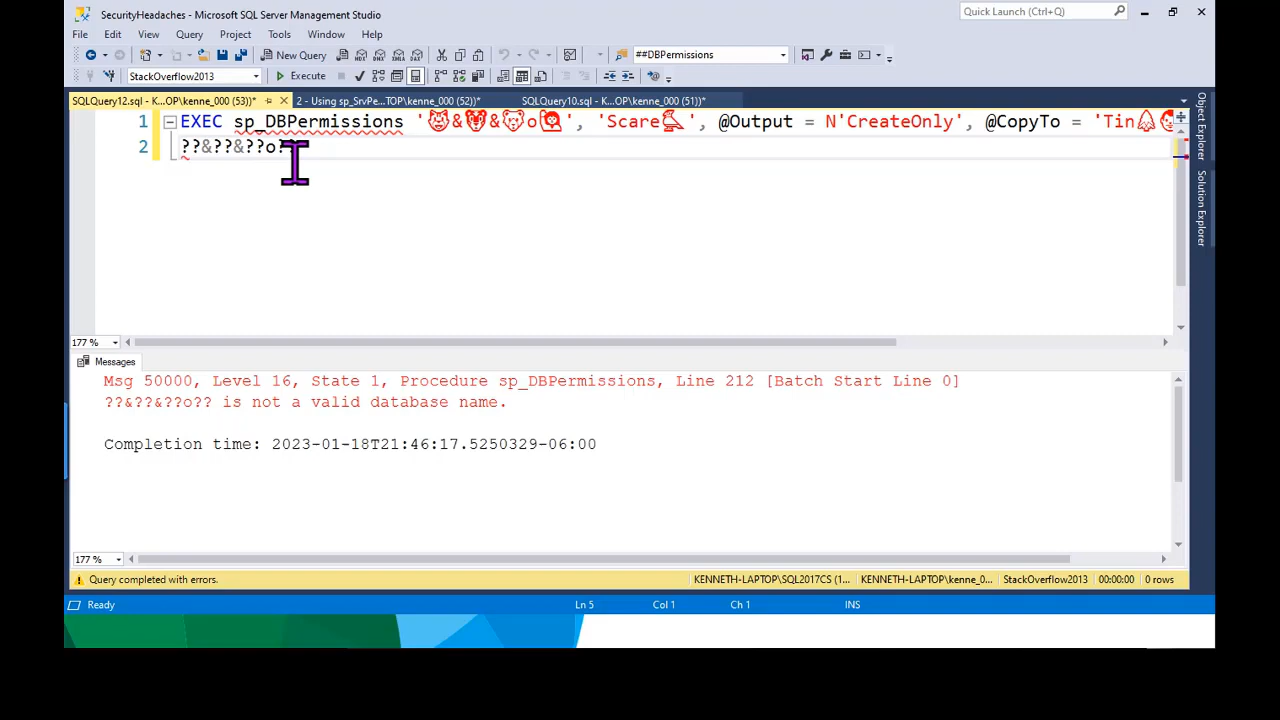 SecurityHeadaches - Microsoft SQL Server Management Studio
Quick Launch (Ctrl+Q)
File Edit View Query Project Tools Window Help
New Query ##DBPermissions
StackOverflow2013 Execute
SQLQuery12.sql - K...OP\kenne_000 (53))* 2 - Using sp_SrvPe...TOP\kenne_000 (52))* SQLQuery10.sql - K...OP\kenne_000 (51))*
1 EXEC sp_DBPermissions '🐯&🐯&🐻o🙋', 'Scare🦜', @Output = N'CreateOnly', @CopyTo = 'Tin
2 ??&??&??o??
Object Explorer
Solution Explorer
177 %
Messages
Msg 50000, Level 16, State 1, Procedure sp_DBPermissions, Line 212 [Batch Start Line 0]
??&??&??o?? is not a valid database name.
Completion time: 2023-01-18T21:46:17.5250329-06:00
177 %
Query completed with errors. KENNETH-LAPTOP\SQL2017CS (1... KENNETH-LAPTOP\kenne_0... StackOverflow2013 00:00:00 0 rows
Ready Ln 5 Col 1 Ch 1 INS